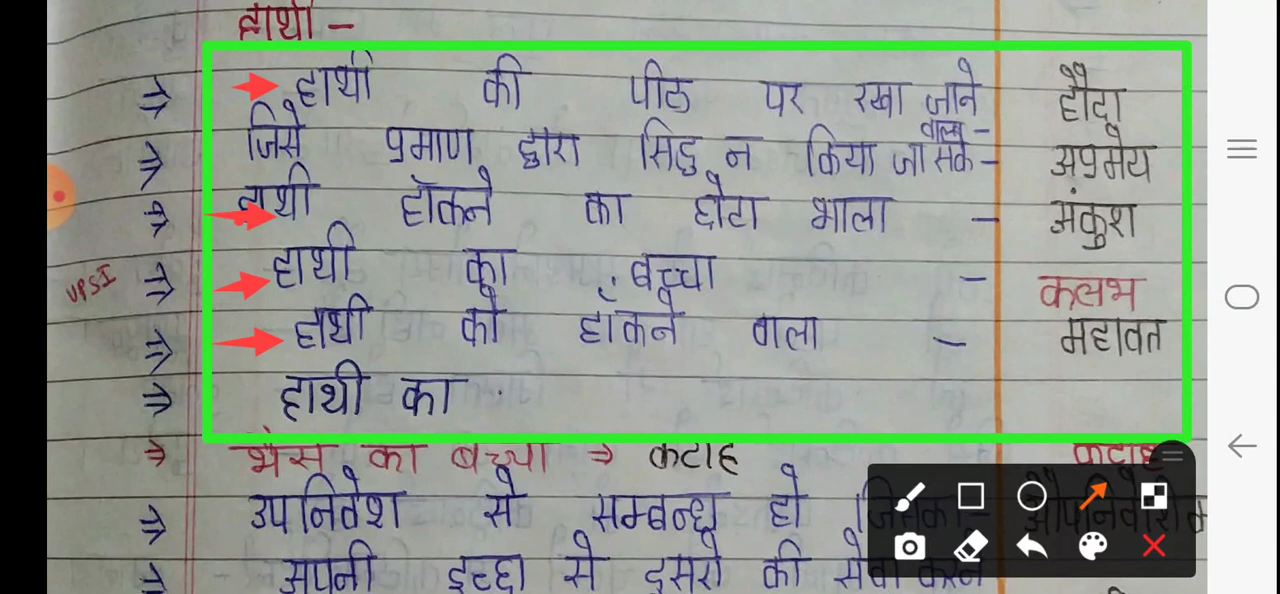 हाथी -
⇒ हाथी की पीठ पर रखा जाने वाला - हौदा
⇒ जिसे प्रमाण द्वारा सिद्ध न किया जा सके - अप्रमेय
⇒ हाथी हाँकने का छोटा भाला - अंकुश
UPSI ⇒ हाथी का बच्चा - कलभ
⇒ हाथी को हाँकने वाला - महावत
⇒ हाथी का
⇒ भैंस का बच्चा ⇒ कटाह कटाह
⇒ उपनिवेश से सम्बन्ध हो जिसका -
⇒ अपनी इच्छा से दूसरो की सेवा करने